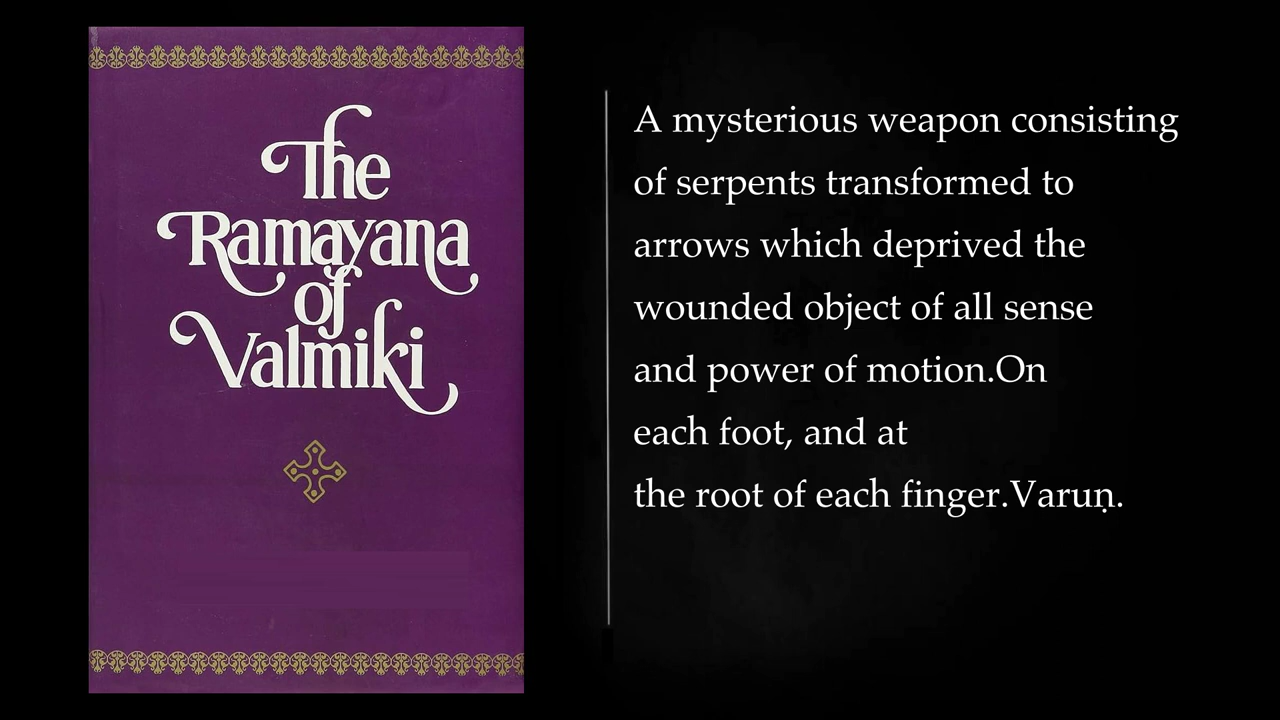 The
Ramayana
of
Valmiki
A mysterious weapon consisting
of serpents transformed to
arrows which deprived the
wounded object of all sense
and power of motion.On
each foot, and at
the root of each finger.Varuṇ.